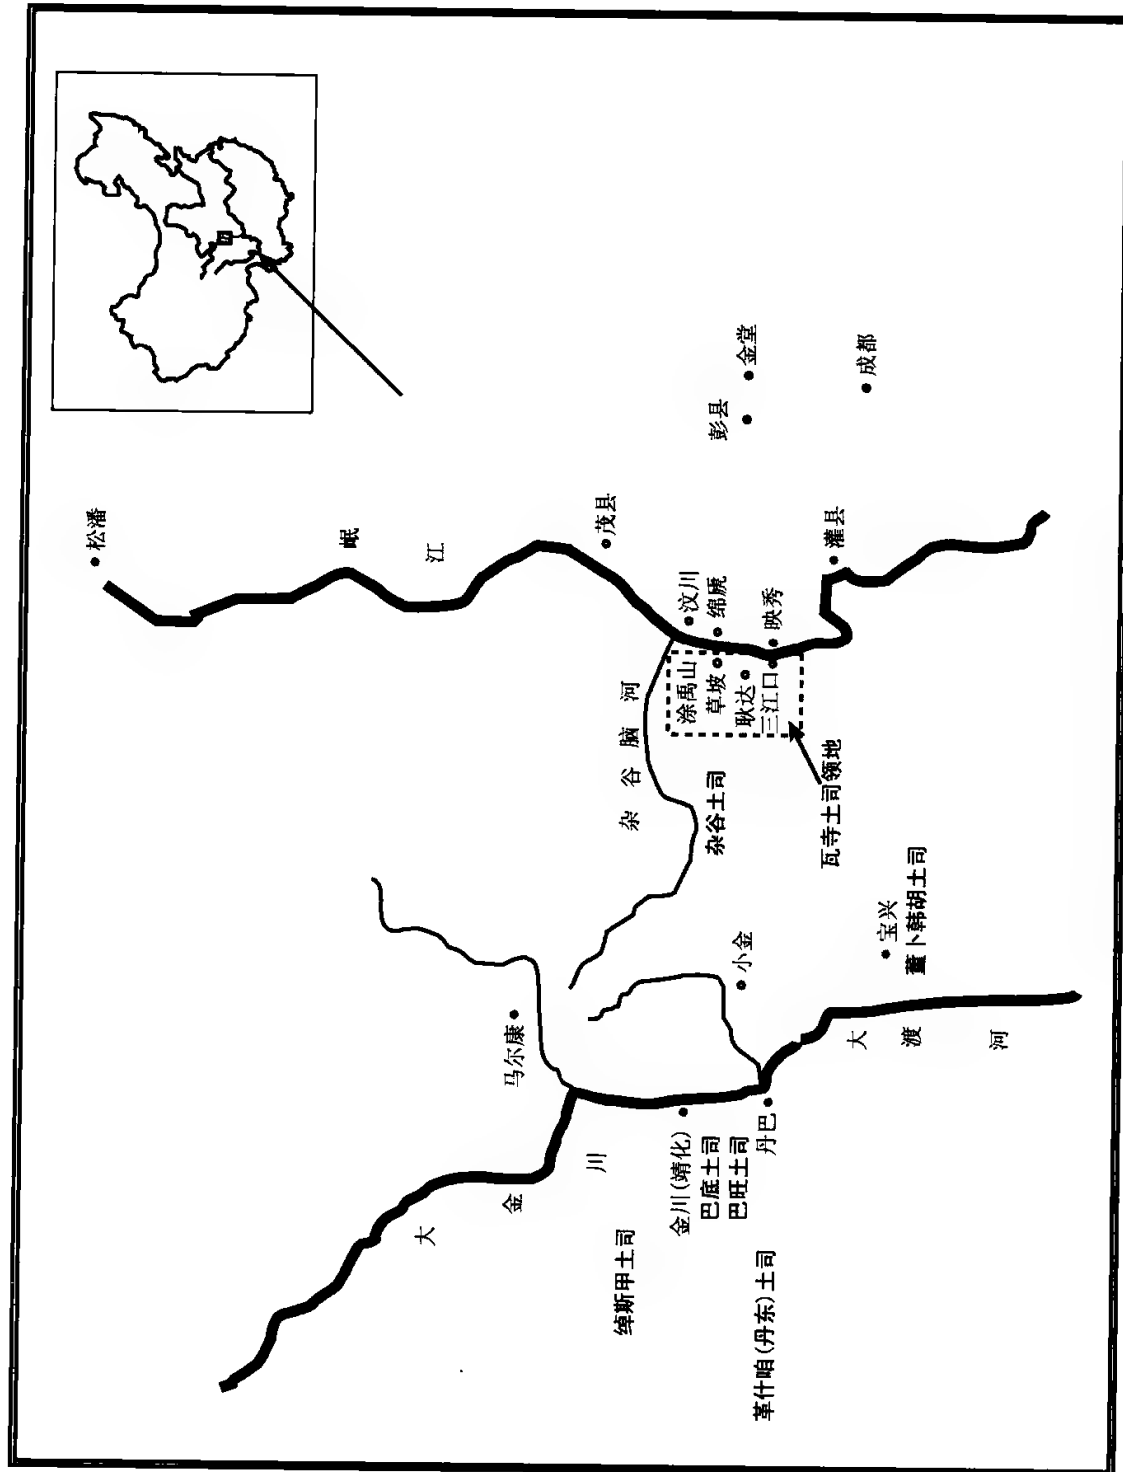 松潘
岷江
茂县
汶川
绵虒
映秀
灌县
彭县
金堂
成都
杂谷脑河
涂禹山
草坡
耿达
三江口
瓦寺土司领地
杂谷土司
马尔康
小金
宝兴
董卜韩胡土司
大渡河
大金川
金川(靖化)
巴底土司
巴旺土司
丹巴
绰斯甲土司
革什咱(丹东)土司